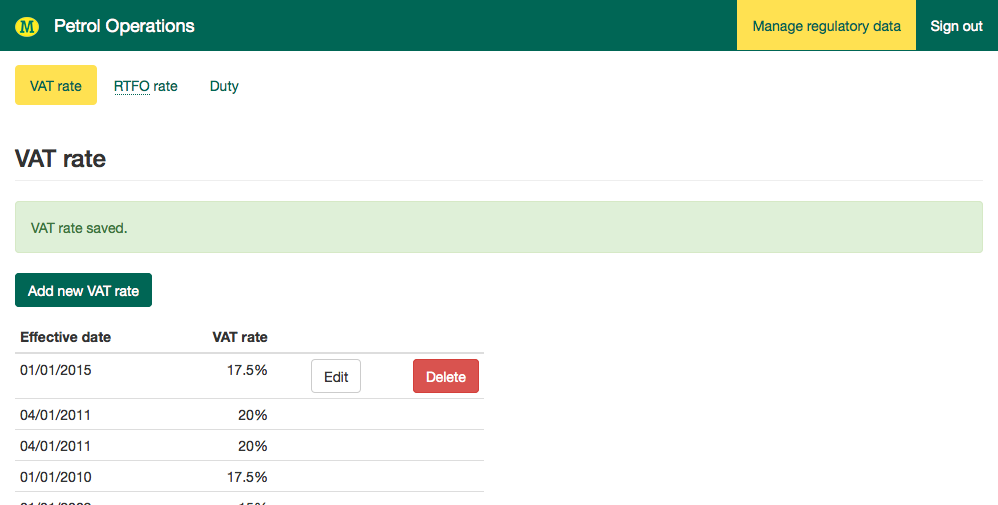 M Petrol Operations Manage regulatory data Sign out
VAT rate RTFO rate Duty
VAT rate
VAT rate saved.
Add new VAT rate
Effective date VAT rate
01/01/2015 17.5% Edit Delete
04/01/2011 20%
04/01/2011 20%
01/01/2010 17.5%